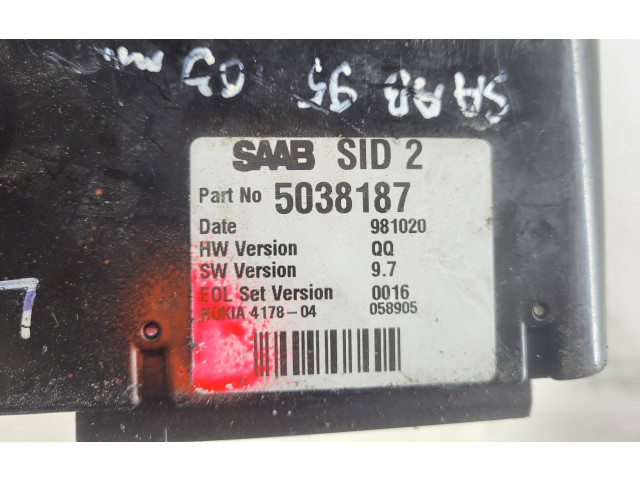 SAAB 95
SAAB SID 2
Part No 5038187
Date 981020
HW Version QQ
SW Version 9.7
EOL Set Version 0016
NOKIA 4178-04 058905